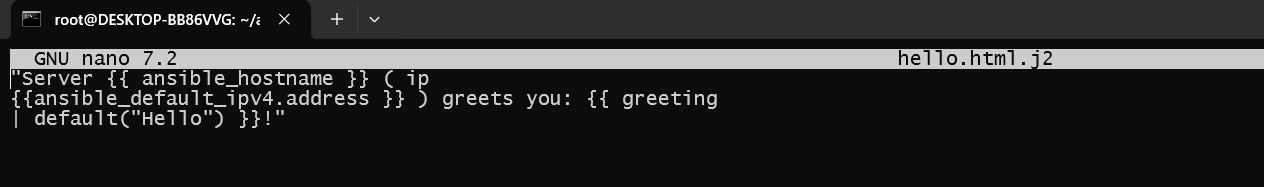 root@DESKTOP-BB86VVG: ~/a
GNU nano 7.2 hello.html.j2
"Server {{ ansible_hostname }} ( ip
{{ansible_default_ipv4.address }} ) greets you: {{ greeting
| default("Hello") }}!"